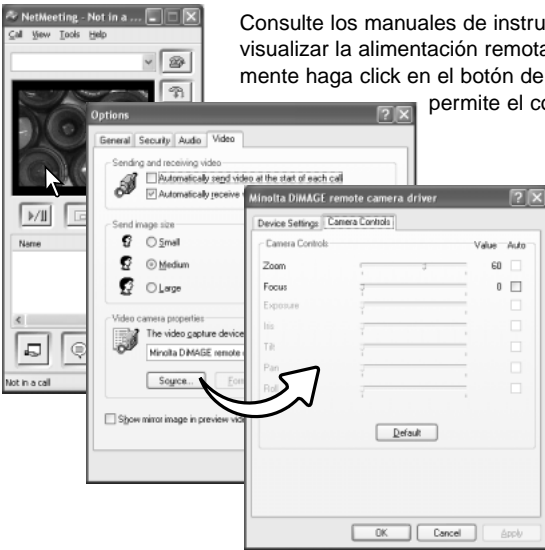 NetMeeting - Not in a ...
Call View Tools Help
Consulte los manuales de instru
visualizar la alimentación remota
mente haga click en el botón de
permite el co
Options
General Security Audio Video
Sending and receiving video
Automatically send video at the start of each call
Automatically receive
Send image size
Small
Medium
Large
Video camera properties
The video capture device
Minolta DiMAGE remote
Source...
Show mirror image in preview vide
Name
Not in a call
Minolta DiMAGE remote camera driver
Device Settings Camera Controls
Camera Controls Value Auto
Zoom 60
Focus 0
Exposure
Iris
Tilt
Pan
Roll
Default
OK Cancel Apply